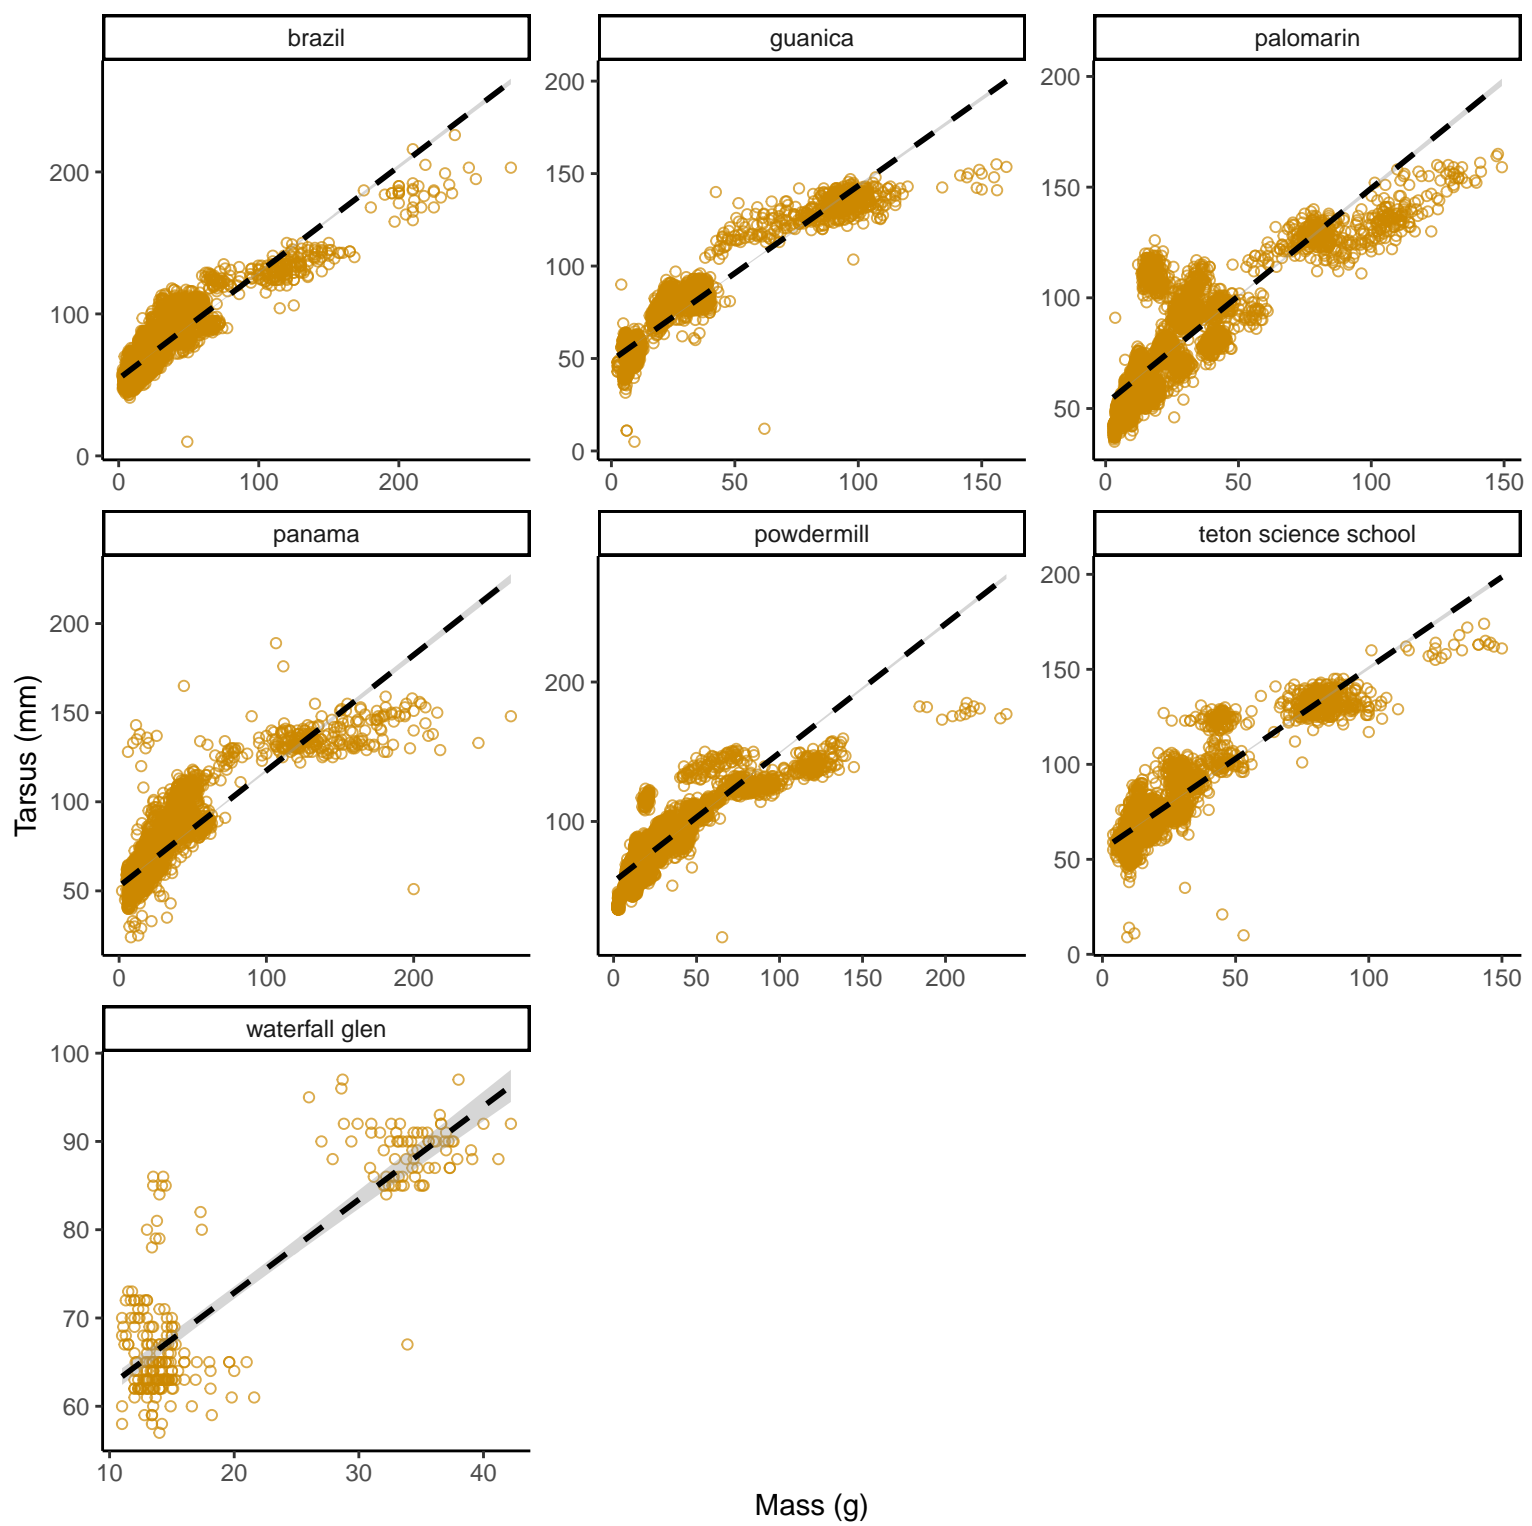 brazil guanica palomarin
200
100
0
0 100 200
200
150
100
50
0
0 50 100 150
200
150
100
50
0 50 100 150
panama powdermill teton science school
Tarsus (mm)
200
150
100
50
0 100 200
200
100
0 50 100 150 200
200
150
100
50
0
0 50 100 150
waterfall glen
100
90
80
70
60
10 20 30 40
Mass (g)